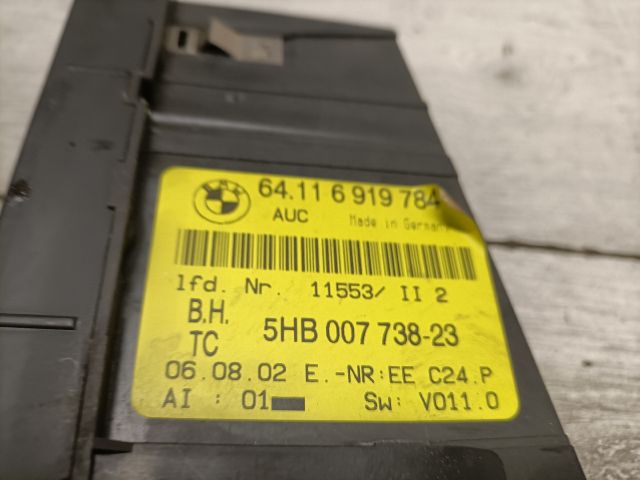 BMW
64.11 6 919 784
AUC Made in Germany
lfd. Nr. 11553/ II 2
B.H.
TC 5HB 007 738-23
06.08.02 E.-NR:EE C24.P
AI : 01 SW: V011.0